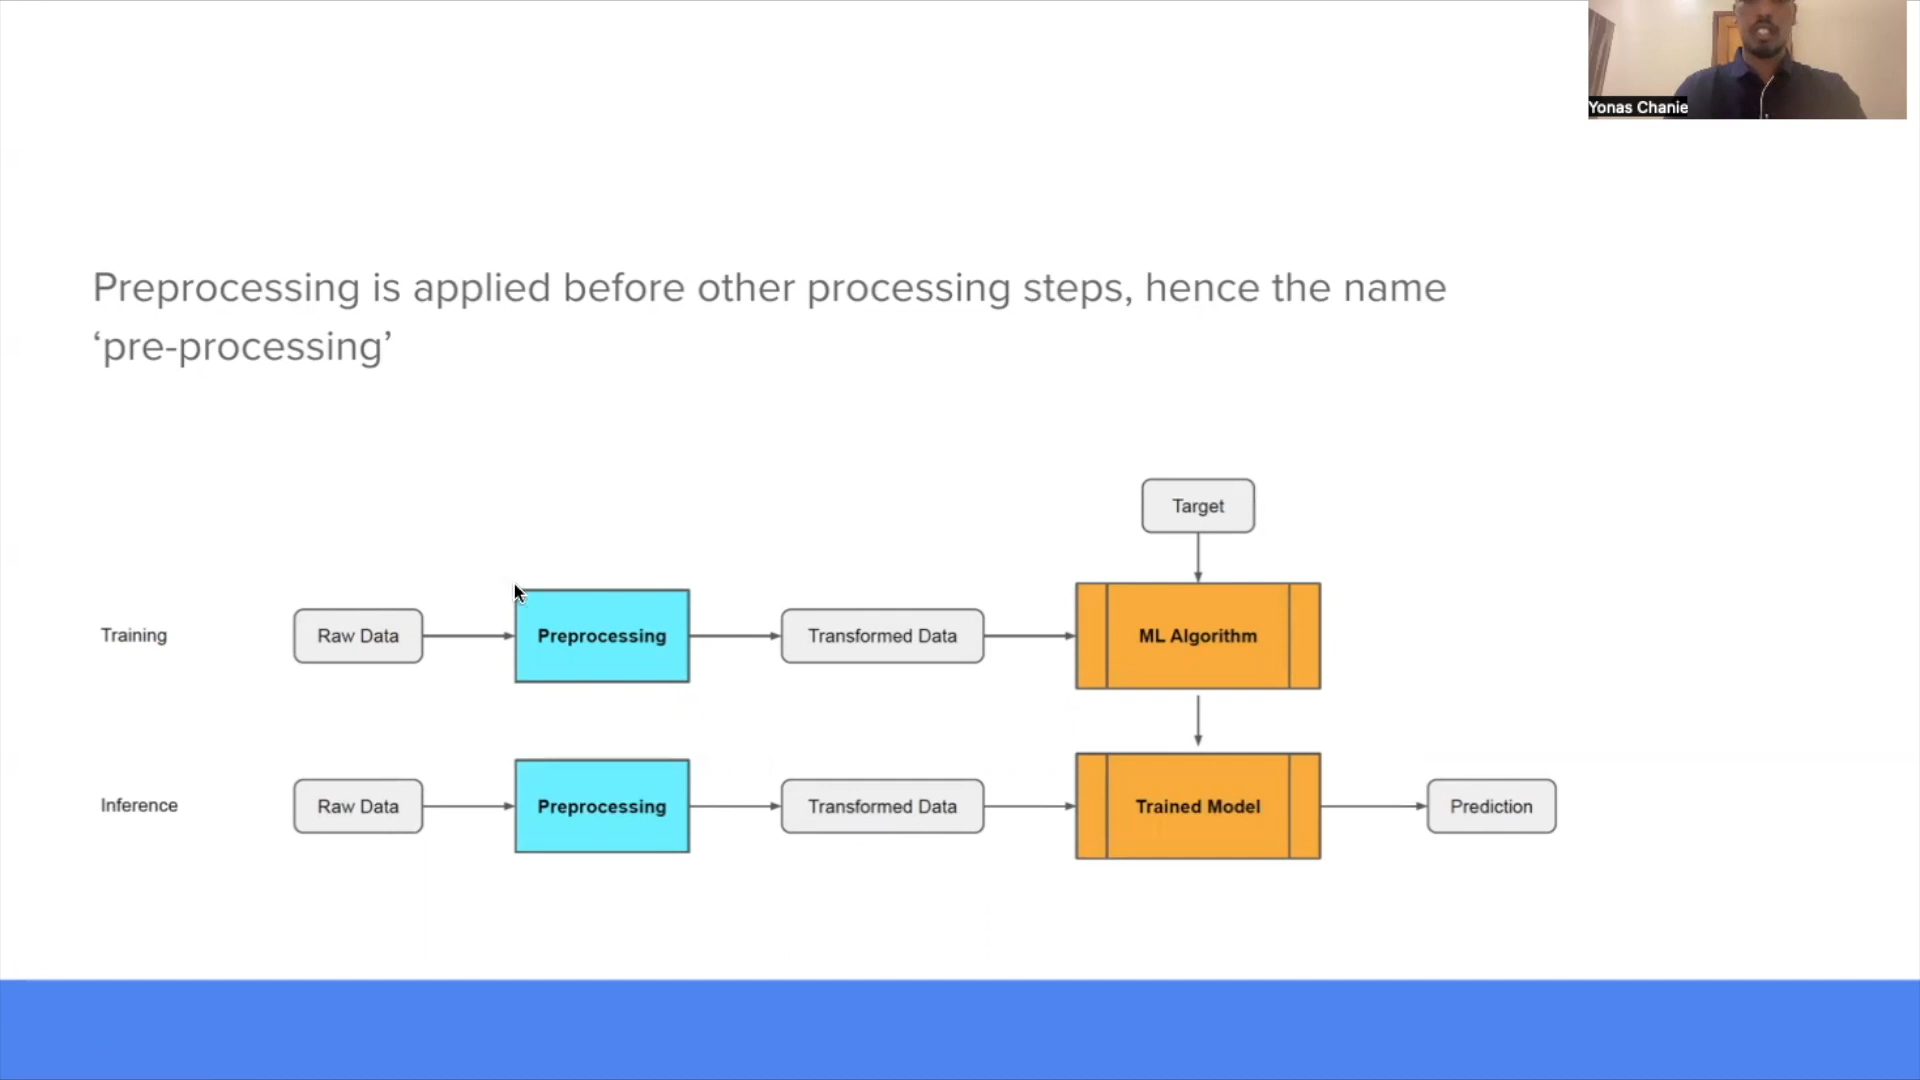 Yonas Chanie
Preprocessing is applied before other processing steps, hence the name
‘pre-processing’
Target
Training
Raw Data
Preprocessing
Transformed Data
ML Algorithm
Inference
Raw Data
Preprocessing
Transformed Data
Trained Model
Prediction